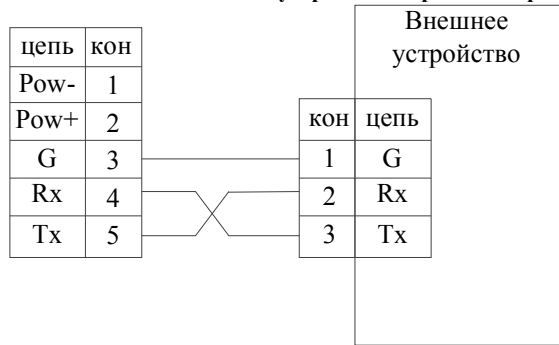 Внешнее
устройство
цепь кон
Pow- 1
Pow+ 2
G 3
Rx 4
Tx 5
кон цепь
1 G
2 Rx
3 Tx